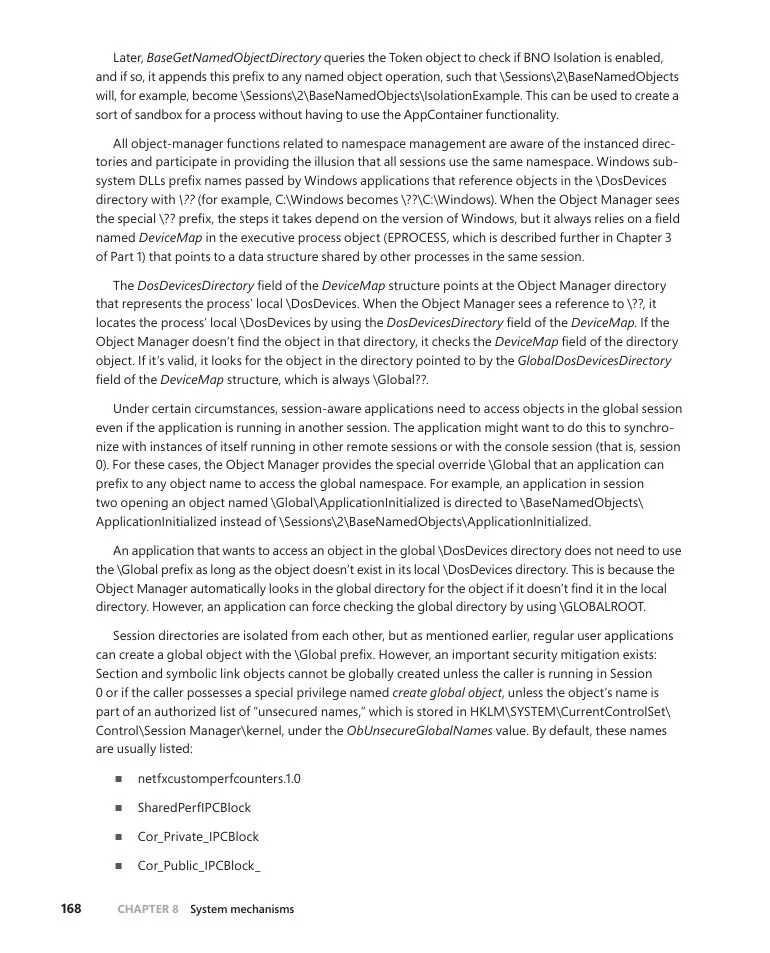 Later, BaseGetNamedObjectDirectory queries the Token object to check if BNO Isolation is enabled,
and if so, it appends this prefix to any named object operation, such that \Sessions\2\BaseNamedObjects
will, for example, become \Sessions\2\BaseNamedObjects\IsolationExample. This can be used to create a
sort of sandbox for a process without having to use the AppContainer functionality.
All object-manager functions related to namespace management are aware of the instanced direc-
tories and participate in providing the illusion that all sessions use the same namespace. Windows sub-
system DLLs prefix names passed by Windows applications that reference objects in the \DosDevices
directory with \?? (for example, C:\Windows becomes \??\C:\Windows). When the Object Manager sees
the special \?? prefix, the steps it takes depend on the version of Windows, but it always relies on a field
named DeviceMap in the executive process object (EPROCESS, which is described further in Chapter 3
of Part 1) that points to a data structure shared by other processes in the same session.
The DosDevicesDirectory field of the DeviceMap structure points at the Object Manager directory
that represents the process’ local \DosDevices. When the Object Manager sees a reference to \??, it
locates the process’ local \DosDevices by using the DosDevicesDirectory field of the DeviceMap. If the
Object Manager doesn’t find the object in that directory, it checks the DeviceMap field of the directory
object. If it’s valid, it looks for the object in the directory pointed to by the GlobalDosDevicesDirectory
field of the DeviceMap structure, which is always \Global??.
Under certain circumstances, session-aware applications need to access objects in the global session
even if the application is running in another session. The application might want to do this to synchro-
nize with instances of itself running in other remote sessions or with the console session (that is, session
0). For these cases, the Object Manager provides the special override \Global that an application can
prefix to any object name to access the global namespace. For example, an application in session
two opening an object named \Global\ApplicationInitialized is directed to \BaseNamedObjects\
ApplicationInitialized instead of \Sessions\2\BaseNamedObjects\ApplicationInitialized.
An application that wants to access an object in the global \DosDevices directory does not need to use
the \Global prefix as long as the object doesn’t exist in its local \DosDevices directory. This is because the
Object Manager automatically looks in the global directory for the object if it doesn’t find it in the local
directory. However, an application can force checking the global directory by using \GLOBALROOT.
Session directories are isolated from each other, but as mentioned earlier, regular user applications
can create a global object with the \Global prefix. However, an important security mitigation exists:
Section and symbolic link objects cannot be globally created unless the caller is running in Session
0 or if the caller possesses a special privilege named create global object, unless the object’s name is
part of an authorized list of “unsecured names,” which is stored in HKLM\SYSTEM\CurrentControlSet\
Control\Session Manager\kernel, under the ObUnsecureGlobalNames value. By default, these names
are usually listed:
■ netfxcustomperfcounters.1.0
■ SharedPerfIPCBlock
■ Cor_Private_IPCBlock
■ Cor_Public_IPCBlock_
168 CHAPTER 8 System mechanisms